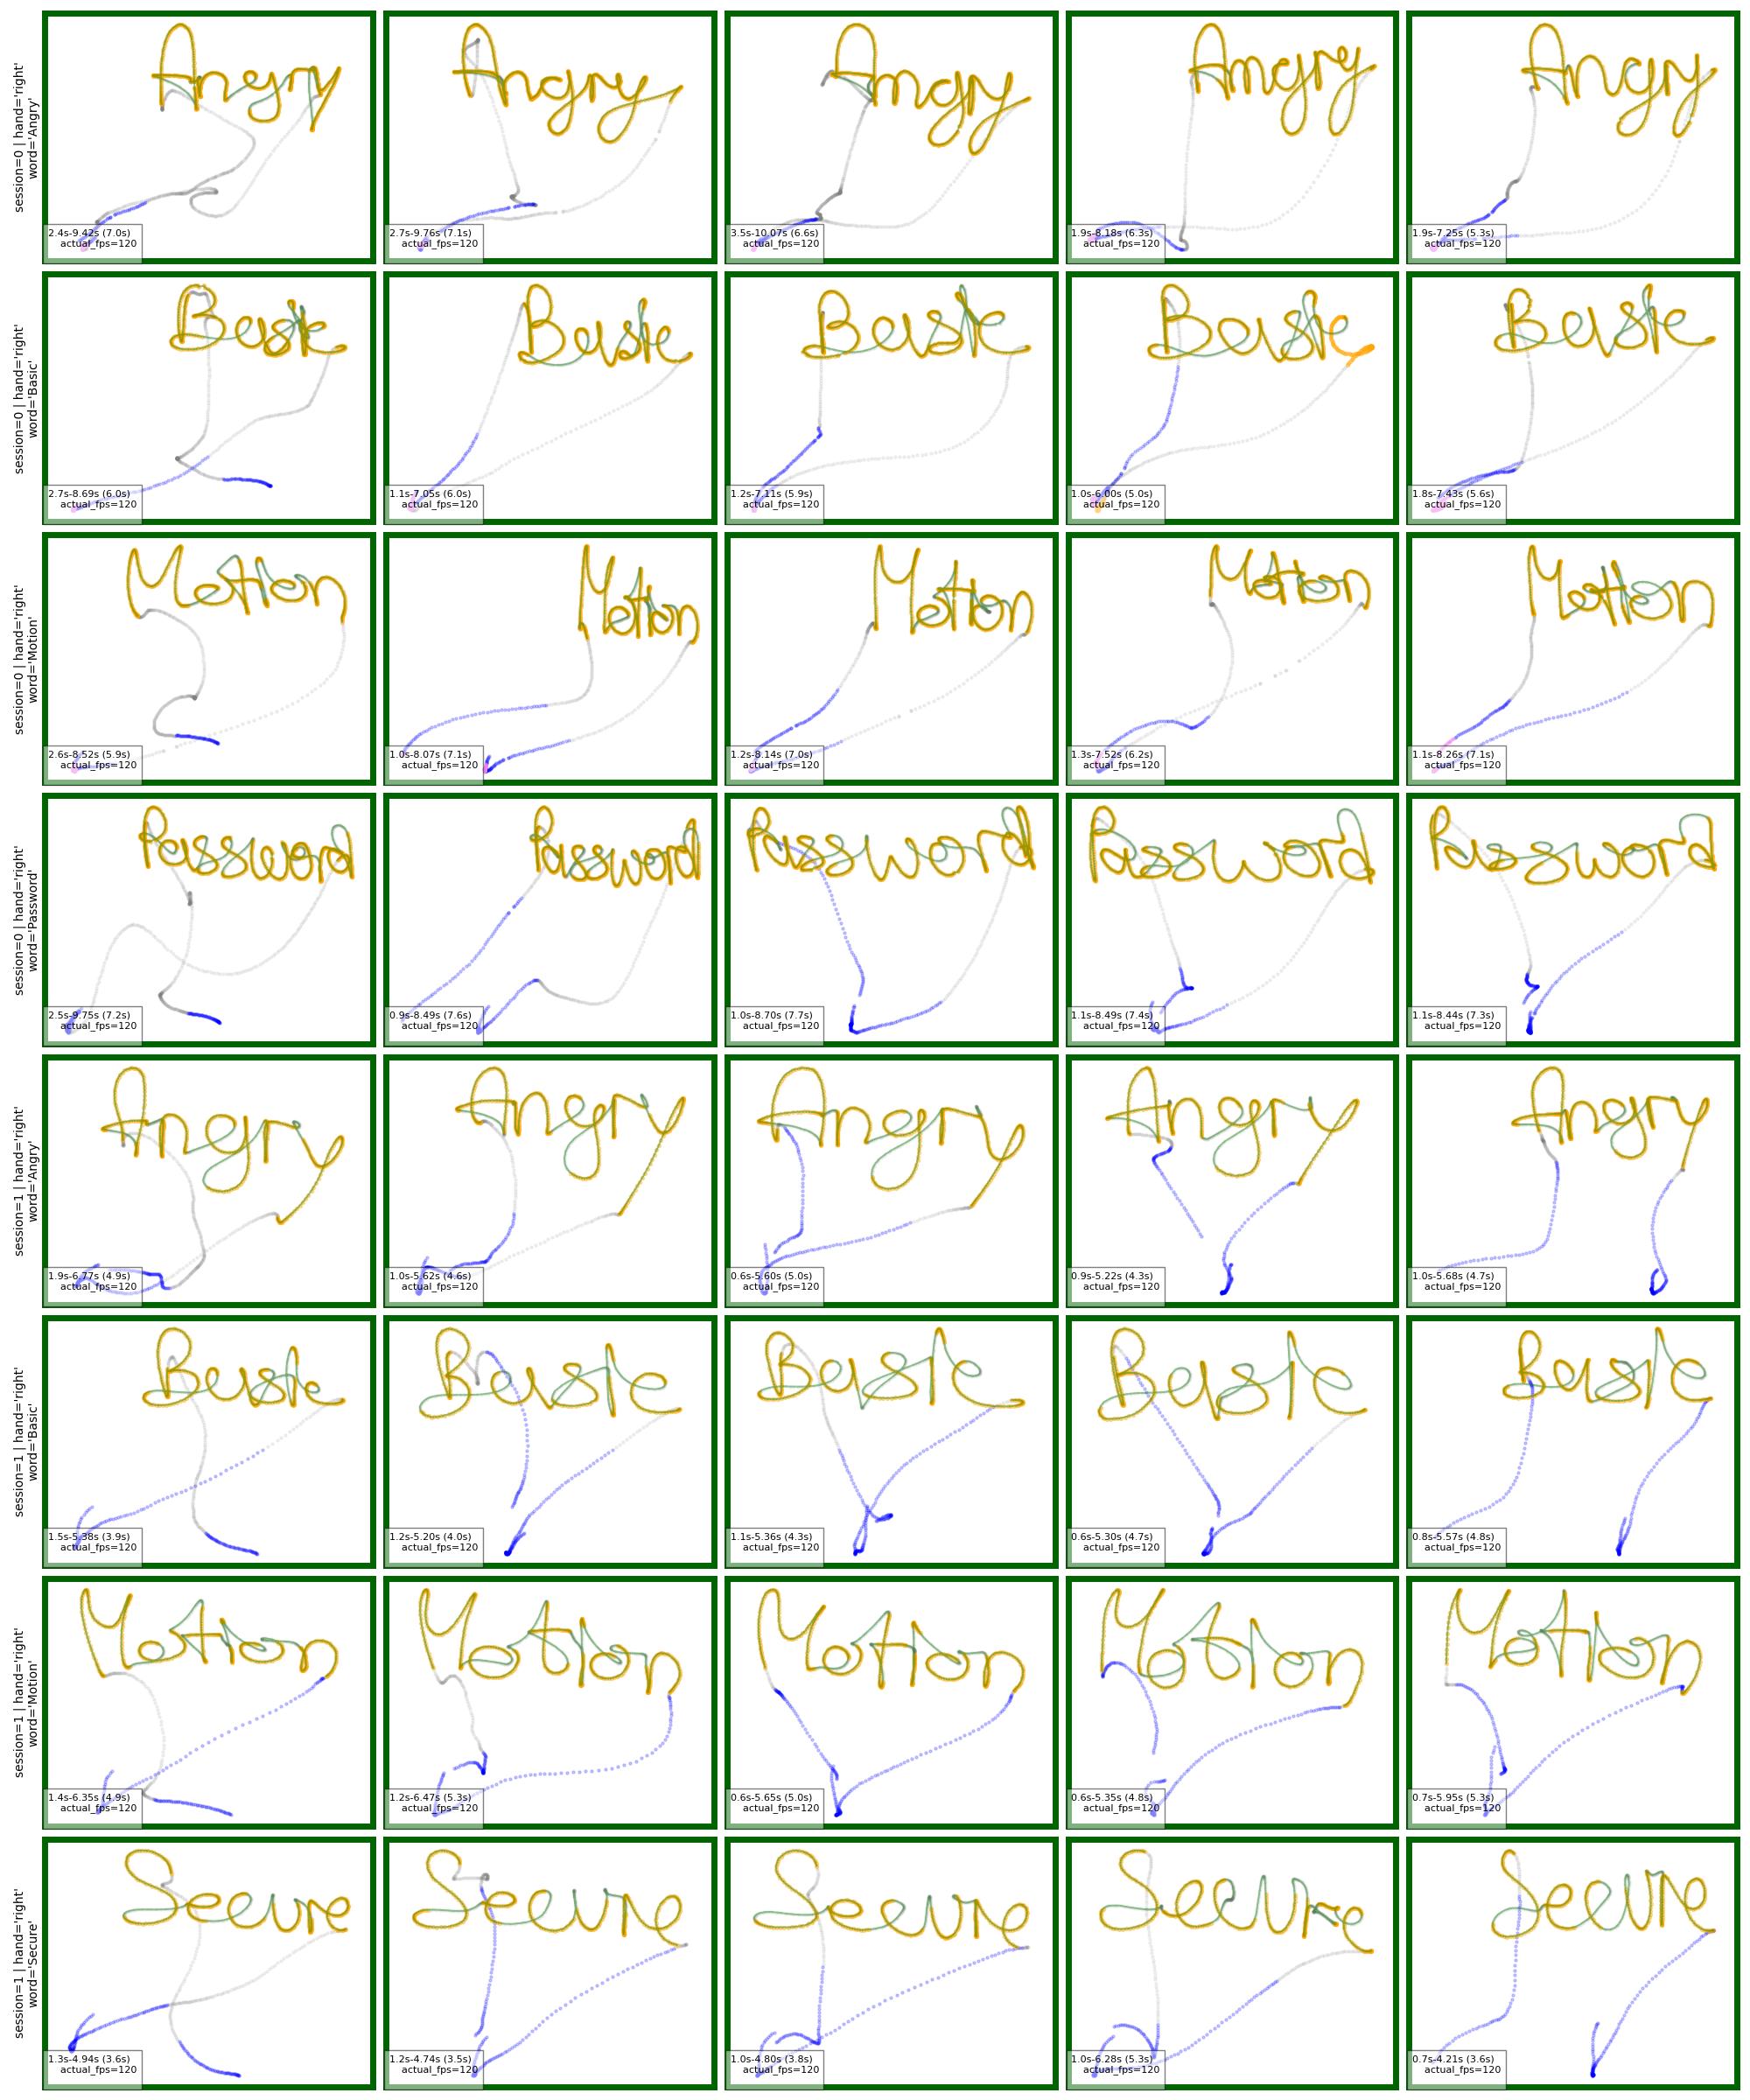 session=0 | hand='right'
word='Angry'
Angry Angry Angry Angry Angry
2.4s-9.42s (7.0s)
actual_fps=120
2.7s-9.76s (7.1s)
actual_fps=120
3.5s-10.07s (6.6s)
actual_fps=120
1.9s-8.18s (6.3s)
actual_fps=120
1.9s-7.25s (5.3s)
actual_fps=120
session=0 | hand='right'
word='Basic'
Basic Basic Basic Basic Basic
2.7s-8.69s (6.0s)
actual_fps=120
1.1s-7.05s (6.0s)
actual_fps=120
1.2s-7.11s (5.9s)
actual_fps=120
1.0s-6.00s (5.0s)
actual_fps=120
1.8s-7.43s (5.6s)
actual_fps=120
session=0 | hand='right'
word='Motion'
Motion Motion Motion Motion Motion
2.6s-8.52s (5.9s)
actual_fps=120
1.0s-8.07s (7.1s)
actual_fps=120
1.2s-8.14s (7.0s)
actual_fps=120
1.3s-7.52s (6.2s)
actual_fps=120
1.1s-8.26s (7.1s)
actual_fps=120
session=0 | hand='right'
word='Password'
Password Password Password Password Password
2.5s-9.75s (7.2s)
actual_fps=120
0.9s-8.49s (7.6s)
actual_fps=120
1.0s-8.70s (7.7s)
actual_fps=120
1.1s-8.49s (7.4s)
actual_fps=120
1.1s-8.44s (7.3s)
actual_fps=120
session=1 | hand='right'
word='Angry'
Angry Angry Angry Angry Angry
1.9s-6.77s (4.9s)
actual_fps=120
1.0s-5.62s (4.6s)
actual_fps=120
0.6s-5.60s (5.0s)
actual_fps=120
0.9s-5.22s (4.3s)
actual_fps=120
1.0s-5.68s (4.7s)
actual_fps=120
session=1 | hand='right'
word='Basic'
Basic Basic Basic Basic Basic
1.5s-5.38s (3.9s)
actual_fps=120
1.2s-5.20s (4.0s)
actual_fps=120
1.1s-5.36s (4.3s)
actual_fps=120
0.6s-5.30s (4.7s)
actual_fps=120
0.8s-5.57s (4.8s)
actual_fps=120
session=1 | hand='right'
word='Motion'
Motion Motion Motion Motion Motion
1.4s-6.35s (4.9s)
actual_fps=120
1.2s-6.47s (5.3s)
actual_fps=120
0.6s-5.65s (5.0s)
actual_fps=120
0.6s-5.35s (4.8s)
actual_fps=120
0.7s-5.95s (5.3s)
actual_fps=120
session=1 | hand='right'
word='Secure'
Secure Secure Secure Secure Secure
1.3s-4.94s (3.6s)
actual_fps=120
1.2s-4.74s (3.5s)
actual_fps=120
1.0s-4.80s (3.8s)
actual_fps=120
1.0s-6.28s (5.3s)
actual_fps=120
0.7s-4.21s (3.6s)
actual_fps=120